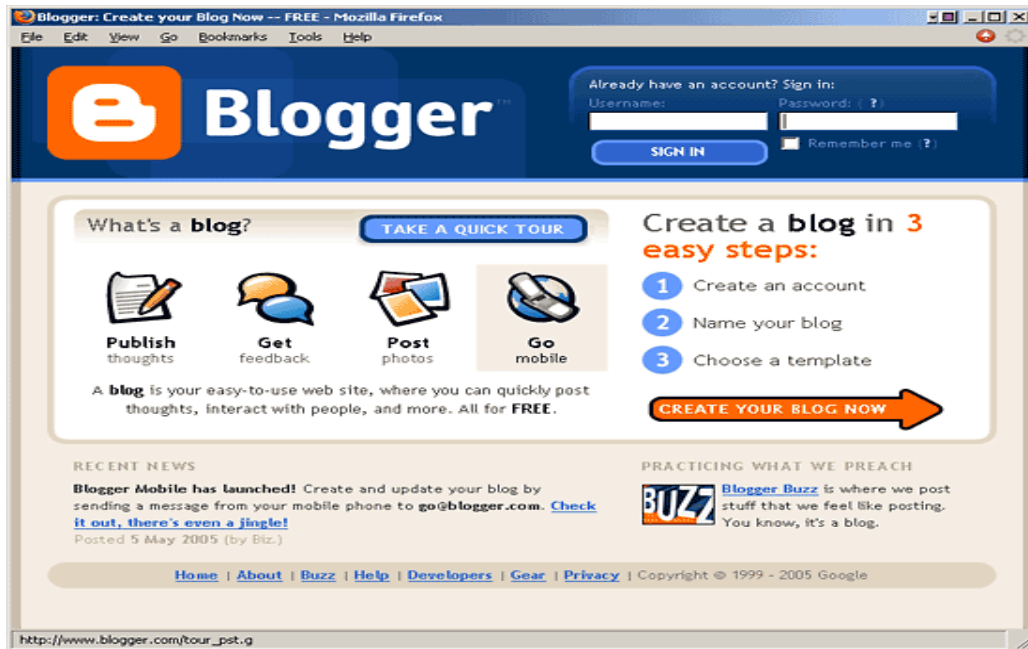 Blogger: Create your Blog Now -- FREE - Mozilla Firefox
File Edit View Go Bookmarks Tools Help
Blogger™
Already have an account? Sign in:
Username: Password: ( ? )
SIGN IN
Remember me (?)
What's a blog?
TAKE A QUICK TOUR
Publish
thoughts
Get
feedback
Post
photos
Go
mobile
A blog is your easy-to-use web site, where you can quickly post
thoughts, interact with people, and more. All for FREE.
Create a blog in 3
easy steps:
1 Create an account
2 Name your blog
3 Choose a template
CREATE YOUR BLOG NOW
RECENT NEWS
Blogger Mobile has launched! Create and update your blog by
sending a message from your mobile phone to go@blogger.com. Check
it out, there's even a jingle!
Posted 5 May 2005 (by Biz.)
PRACTICING WHAT WE PREACH
BUZZ
Blogger Buzz is where we post
stuff that we feel like posting.
You know, it's a blog.
Home | About | Buzz | Help | Developers | Gear | Privacy | Copyright © 1999 - 2005 Google
http://www.blogger.com/tour_pst.g